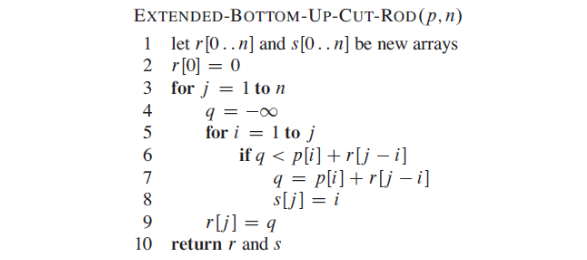 EXTENDED-BOTTOM-UP-CUT-ROD(p, n)
1 let r[0..n] and s[0..n] be new arrays
2 r[0] = 0
3 for j = 1 to n
4 q = −∞
5 for i = 1 to j
6 if q < p[i] + r[j − i]
7 q = p[i] + r[j − i]
8 s[j] = i
9 r[j] = q
10 return r and s